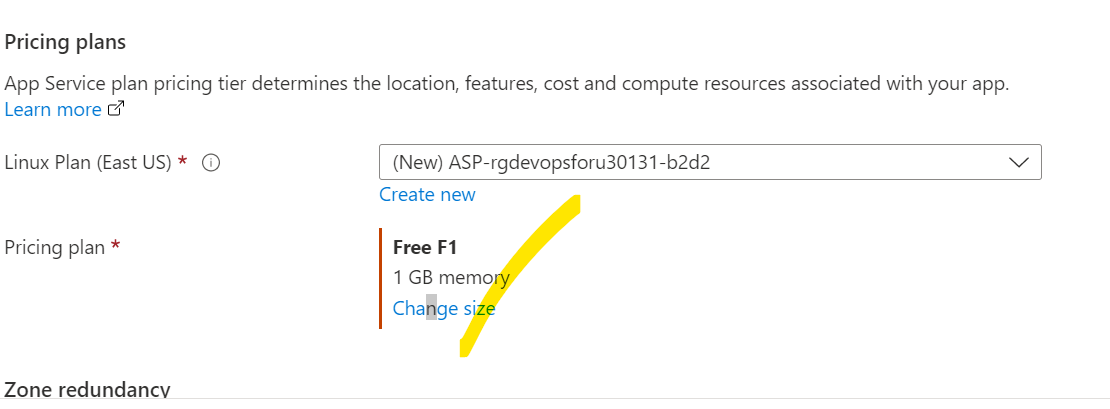 Pricing plans
App Service plan pricing tier determines the location, features, cost and compute resources associated with your app.
Learn more
Linux Plan (East US) *
(New) ASP-rgdevopsforu30131-b2d2
Create new
Pricing plan *
Free F1
1 GB memory
Change size
Zone redundancy